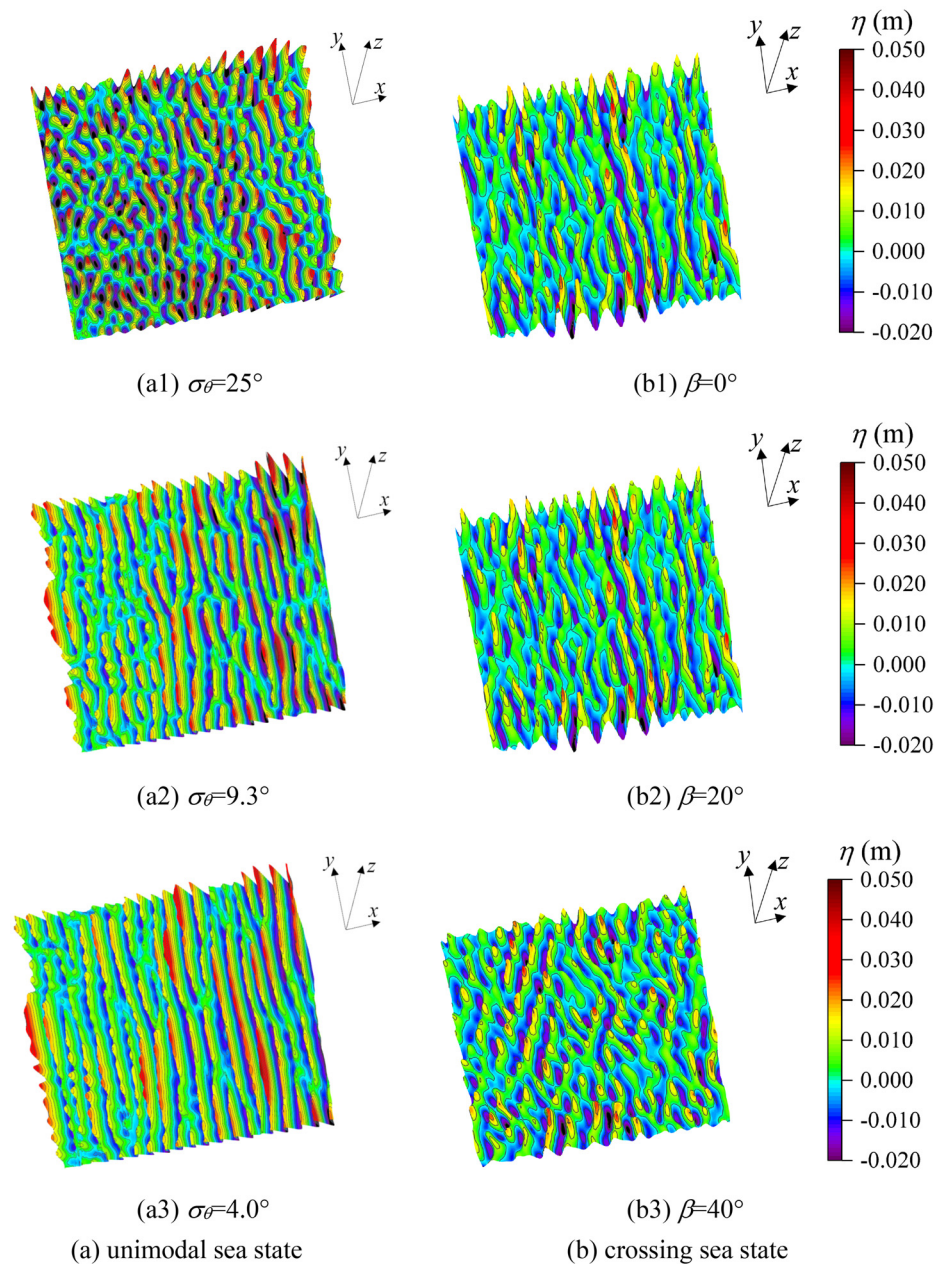 y z x
y z x
η (m)
0.050
0.040
0.030
0.020
0.010
0.000
-0.010
-0.020
(a1) σθ=25°
(b1) β=0°
y z x
y z x
η (m)
0.050
0.040
0.030
0.020
0.010
0.000
-0.010
-0.020
(a2) σθ=9.3°
(b2) β=20°
y z x
y z x
η (m)
0.050
0.040
0.030
0.020
0.010
0.000
-0.010
-0.020
(a3) σθ=4.0°
(b3) β=40°
(a) unimodal sea state
(b) crossing sea state